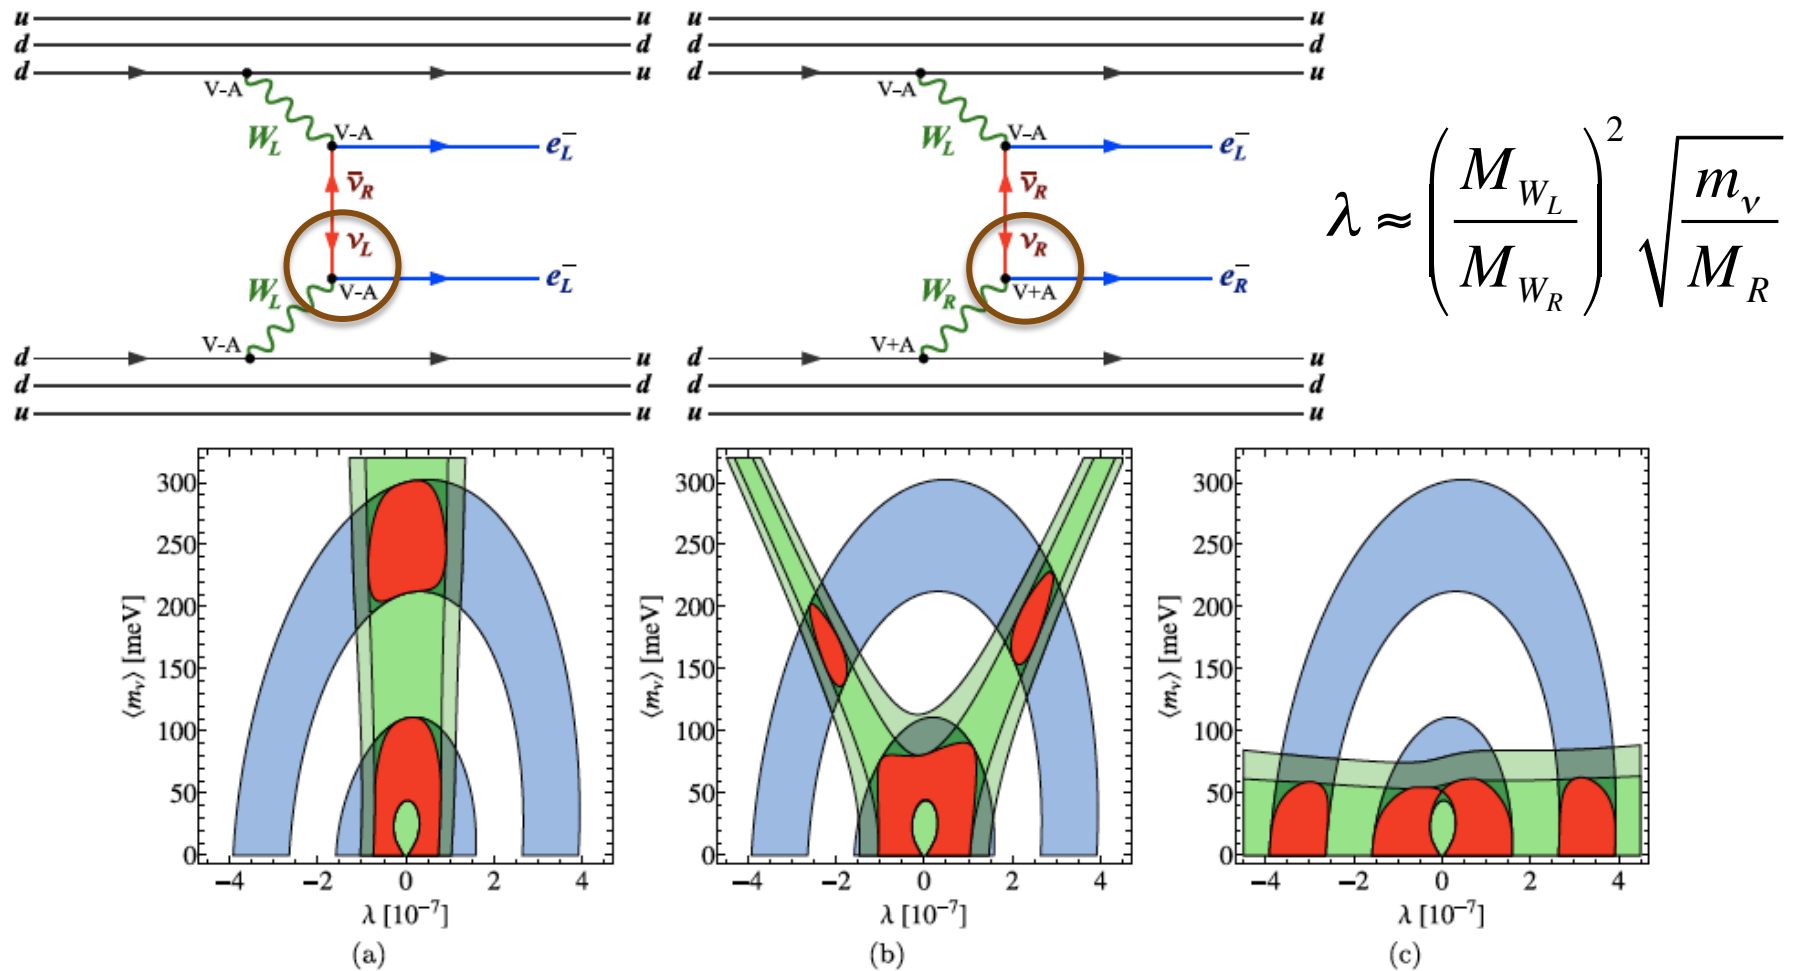 u u u u
d d d d
d u d u
V-A V-A
W_L V-A e_L^- W_L V-A e_L^-
ν̄_R ν̄_R
ν_L ν_R
W_L V-A e_L^- W_R V+A e_R^-
V-A V+A
d u d u
d d d d
u u u u
λ ≈ (M_{W_L} / M_{W_R})^2 √(m_ν / M_R)
300
250
200
150
100
50
0
⟨m_ν⟩ [meV]
−4 −2 0 2 4
λ [10^{−7}]
(a)
300
250
200
150
100
50
0
⟨m_ν⟩ [meV]
−4 −2 0 2 4
λ [10^{−7}]
(b)
300
250
200
150
100
50
0
⟨m_ν⟩ [meV]
−4 −2 0 2 4
λ [10^{−7}]
(c)